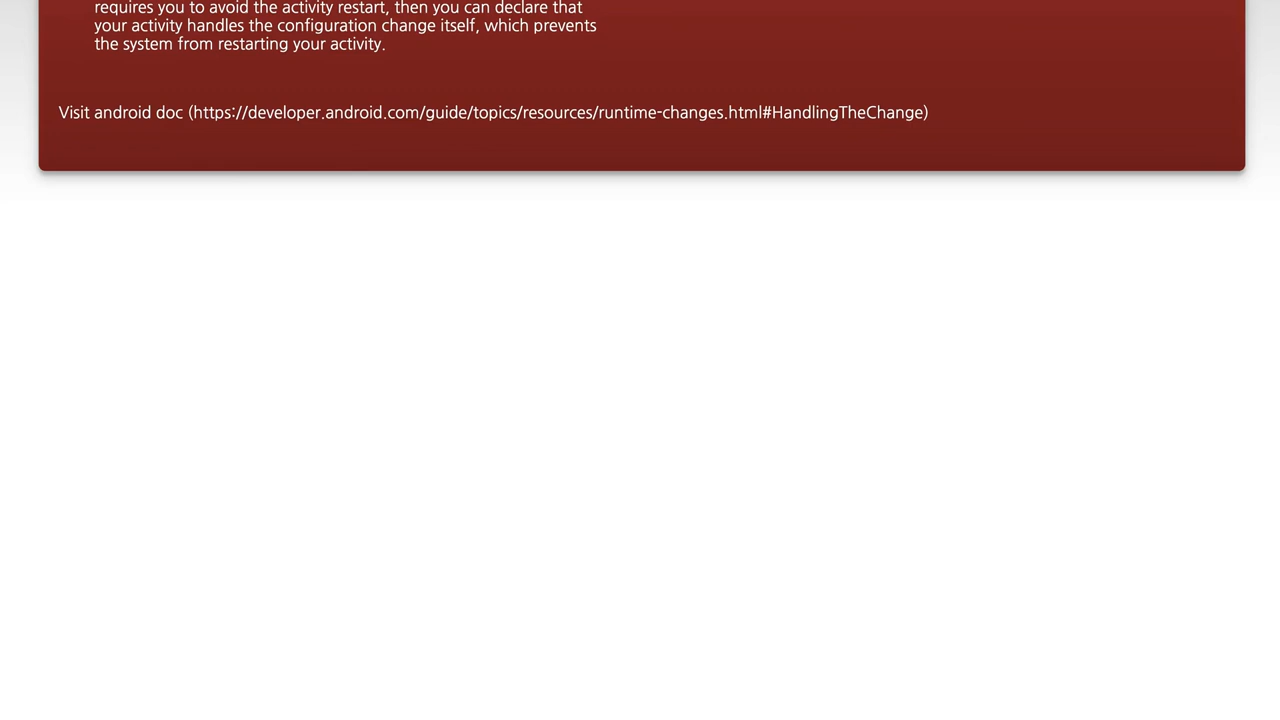 requires you to avoid the activity restart, then you can declare that
your activity handles the configuration change itself, which prevents
the system from restarting your activity.
Visit android doc (https://developer.android.com/guide/topics/resources/runtime-changes.html#HandlingTheChange)